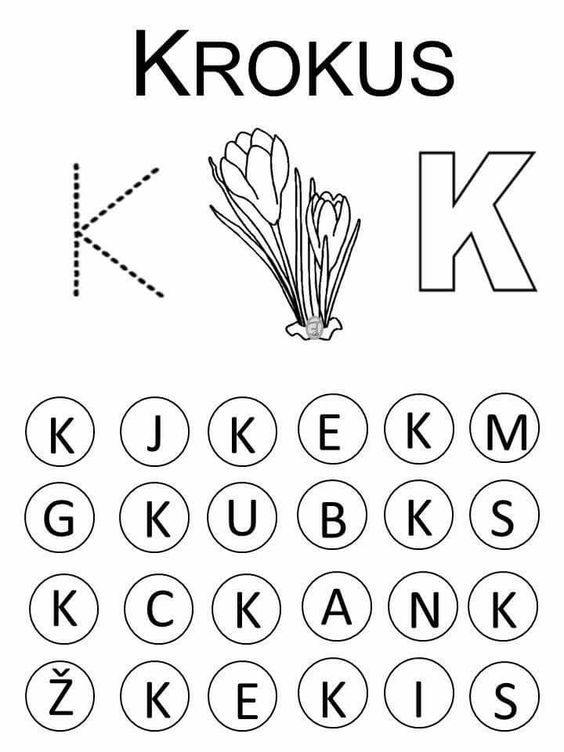 KROKUS
K K
K J K E K M
G K U B K S
K C K A N K
Ž K E K I S